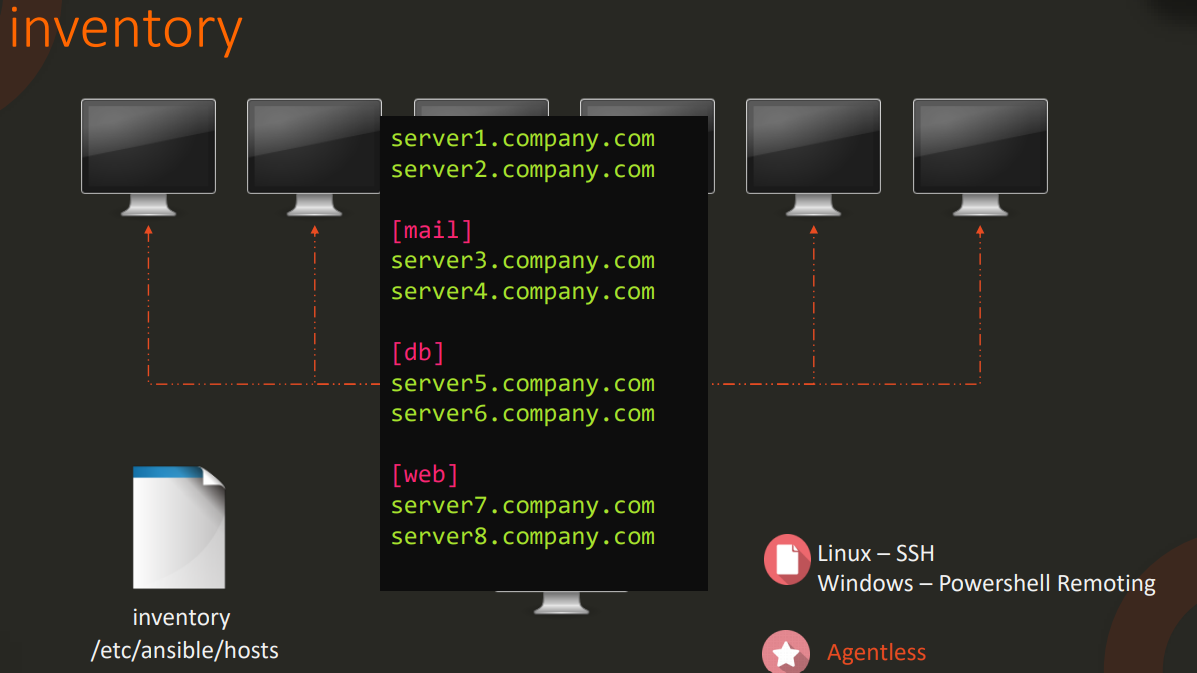 inventory
server1.company.com
server2.company.com
[mail]
server3.company.com
server4.company.com
[db]
server5.company.com
server6.company.com
[web]
server7.company.com
server8.company.com
inventory
/etc/ansible/hosts
Linux – SSH
Windows – Powershell Remoting
Agentless